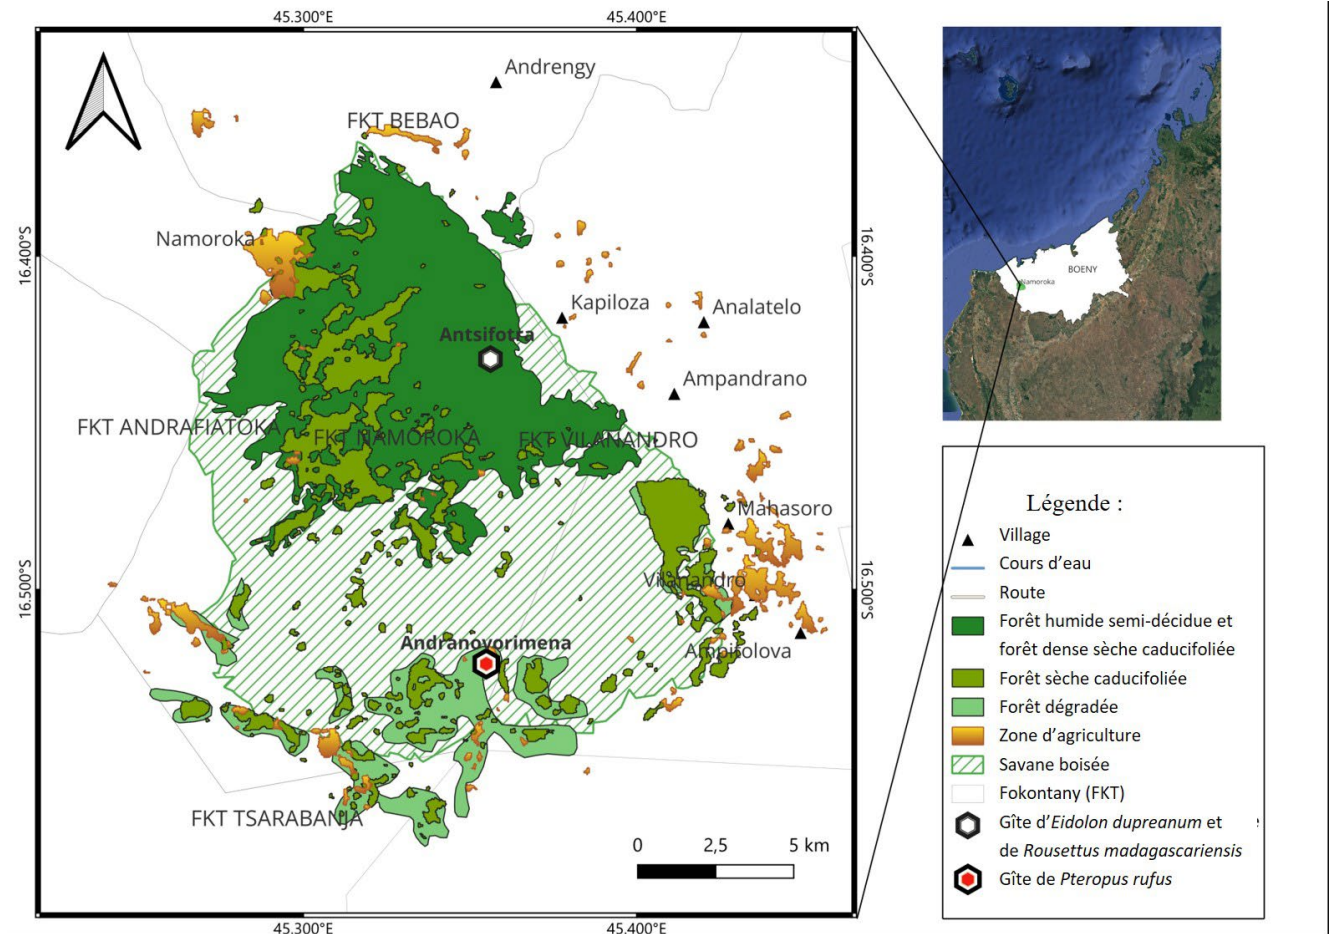 45.300°E
45.400°E
Andrengy
FKT BEBAO
Namoroka
16.400°S
16.400°S
Kapiloza
Analatelo
Antsifotra
Ampandrano
FKT ANDRAFIATOKA
FKT NAMOROKA
FKT VILANANDRO
Mahasoro
Vilanandro
16.500°S
16.500°S
Andranovorimena
Ampitolova
FKT TSARABANJA
0 2,5 5 km
45.300°E
45.400°E
BOENY
Namoroka
Légende :
Village
Cours d’eau
Route
Forêt humide semi-décidue et
forêt dense sèche caducifoliée
Forêt sèche caducifoliée
Forêt dégradée
Zone d’agriculture
Savane boisée
Fokontany (FKT)
Gîte d’Eidolon dupreanum et
de Rousettus madagascariensis
Gîte de Pteropus rufus